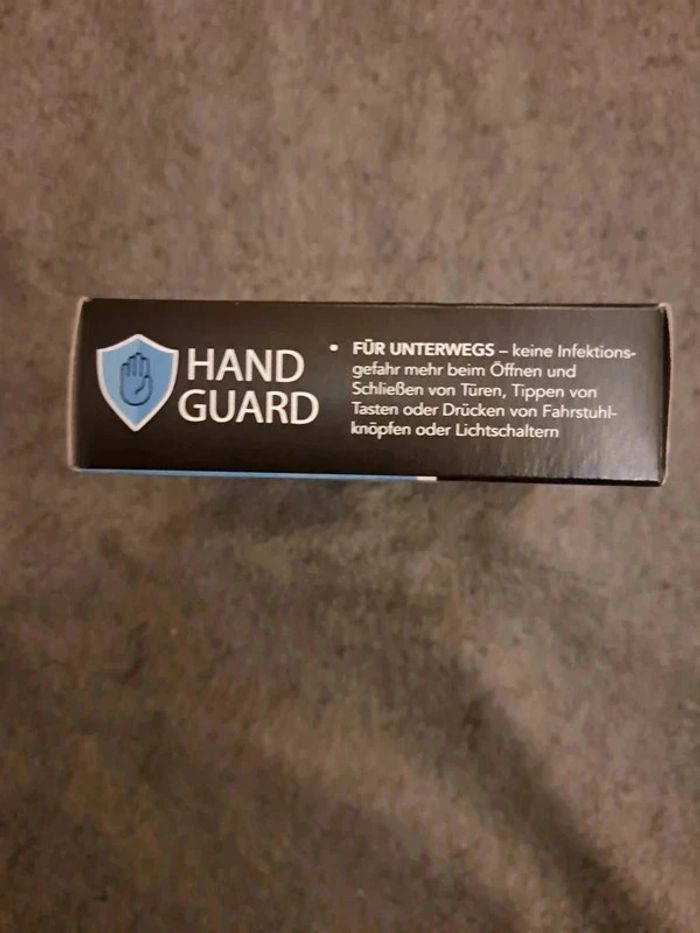 HAND
GUARD
• FÜR UNTERWEGS – keine Infektions-
gefahr mehr beim Öffnen und
Schließen von Türen, Tippen von
Tasten oder Drücken von Fahrstuhl-
knöpfen oder Lichtschaltern